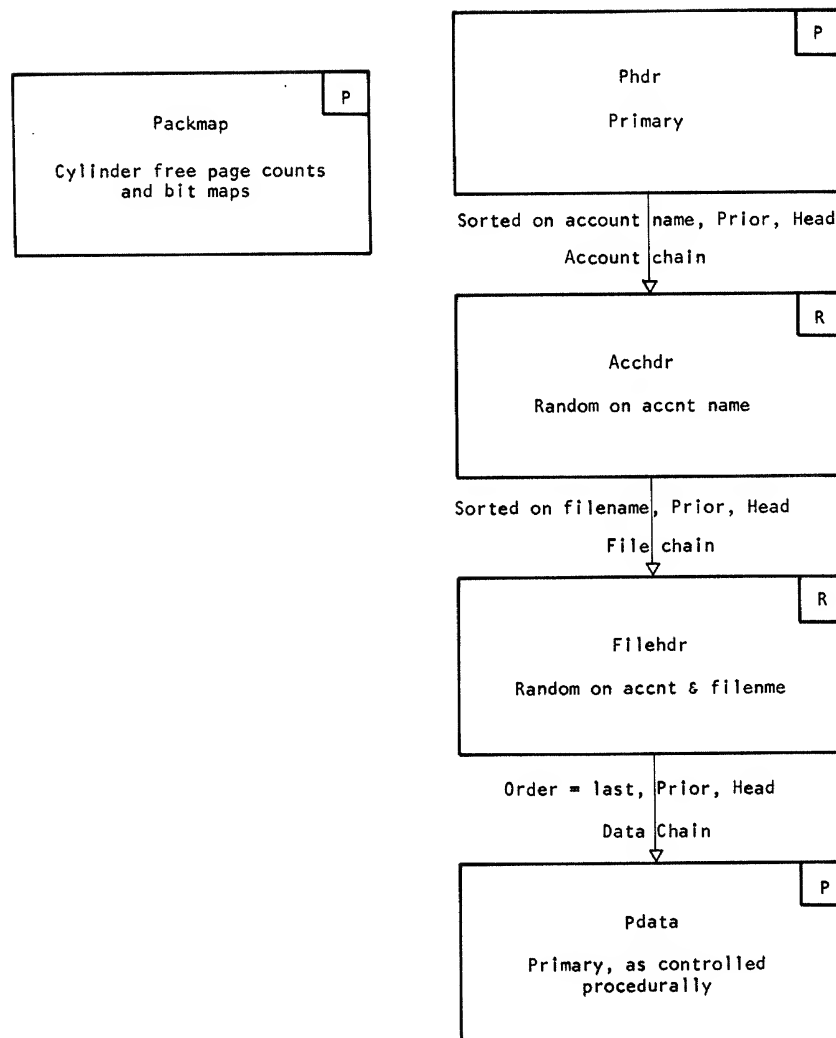 P
Packmap
Cylinder free page counts
and bit maps
P
Phdr
Primary
Sorted on account name, Prior, Head
Account chain
R
Acchdr
Random on accnt name
Sorted on filename, Prior, Head
File chain
R
Filehdr
Random on accnt & filenme
Order = last, Prior, Head
Data Chain
P
Pdata
Primary, as controlled
procedurally